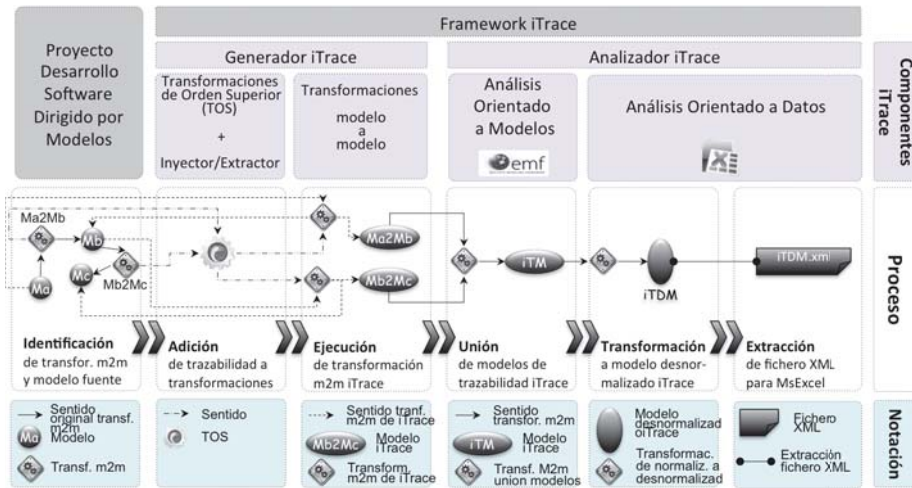 Framework iTrace
Proyecto
Desarrollo
Software
Dirigido por
Modelos
Generador iTrace
Analizador iTrace
Transformaciones
de Orden Superior
(TOS)
+
Inyector/Extractor
Transformaciones
modelo
a
modelo
Análisis
Orientado
a Modelos
emf
Análisis Orientado a Datos
Componentes
iTrace
Ma2Mb
Mb
Mc
Ma
Mb2Mc
Ma2Mb
Mb2Mc
iTM
iTDM
iTDM.xml
Proceso
Identificación
de transfor. m2m
y modelo fuente
Adición
de trazabilidad a
transformaciones
Ejecución
de transformación
m2m iTrace
Unión
de modelos de
trazabilidad iTrace
Transformación
a modelo desnor-
malizado iTrace
Extracción
de fichero XML
para MsExcel
Sentido
original transf.
m2m
Ma
Modelo
Transf. m2m
Sentido
TOS
Sentido tranf.
m2m de iTrace
Mb2Mc
Modelo
iTrace
Transform.
m2m de iTrace
Sentido
transfor. m2m
iTM
Modelo
iTrace
Transf. M2m
union modelos
Modelo
desnormalizad
oiTrace
Transformac.
de normaliz. a
desnormalizad
Fichero
XML
Extracción
fichero XML
Notación